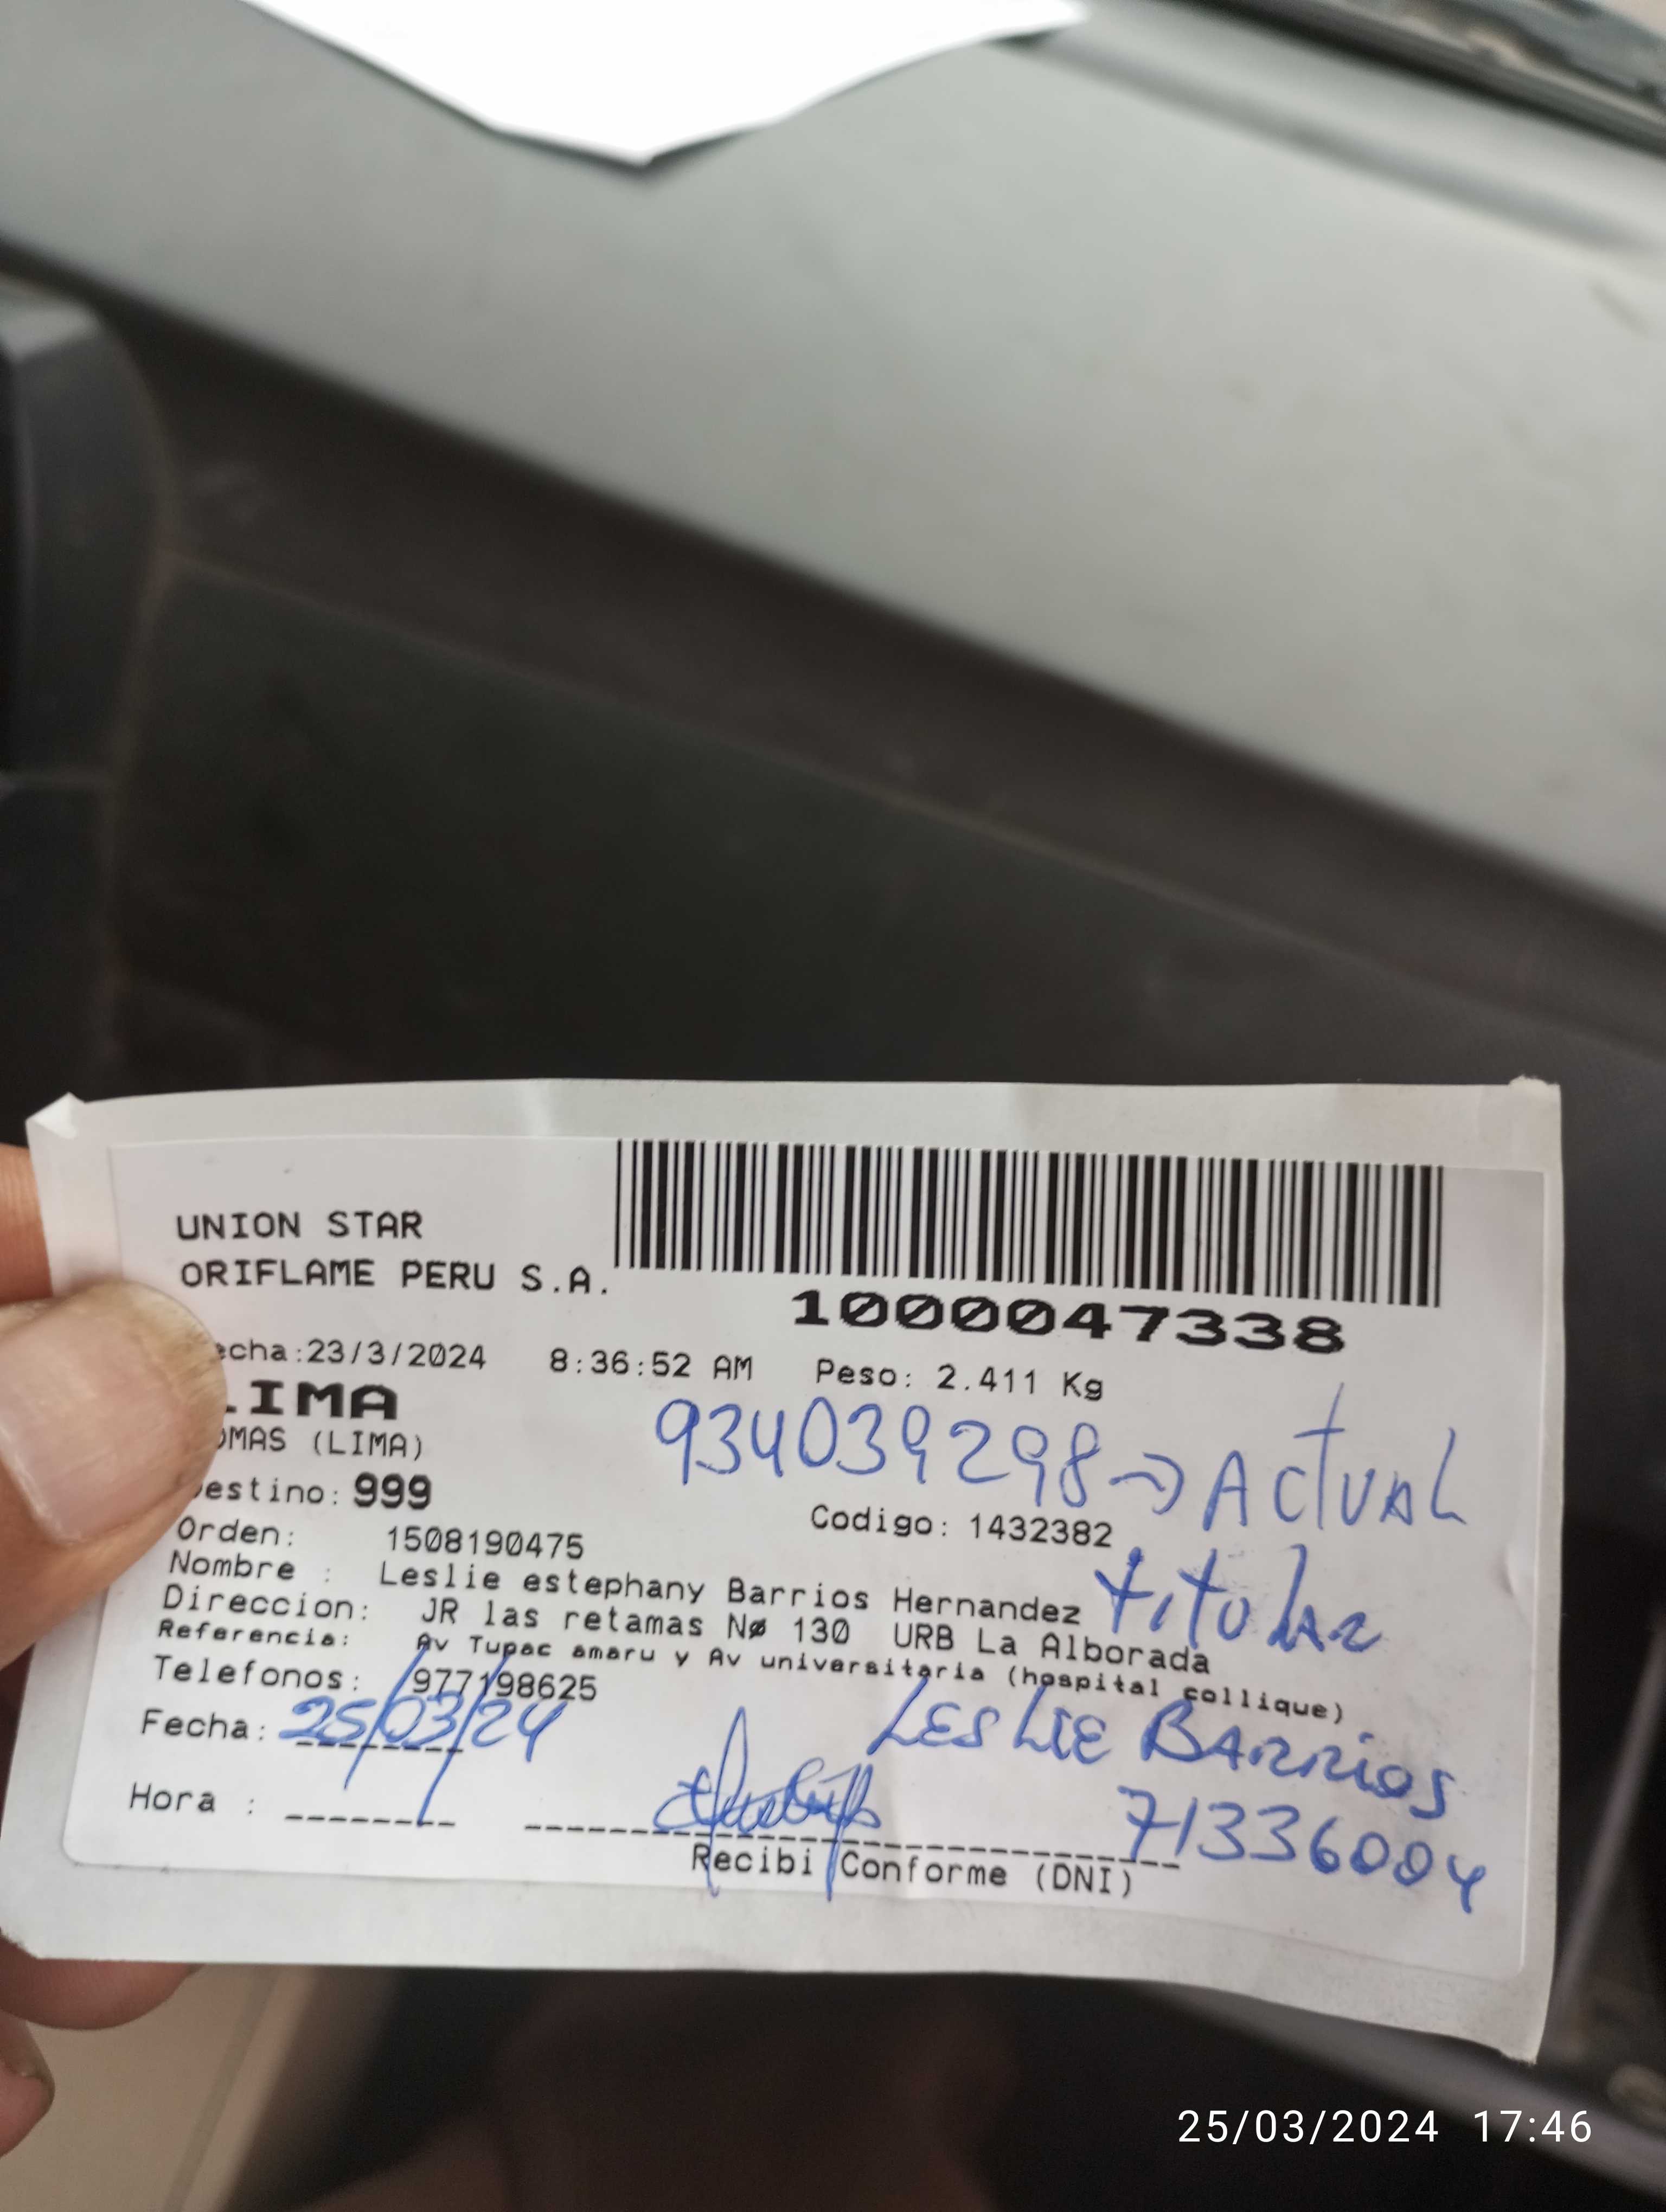 UNION STAR
ORIFLAME PERU S.A.
1000047338
echa:23/3/2024 8:36:52 AM Peso: 2.411 Kg
LIMA
OMAS (LIMA)
934039298→ACTUAL
estino: 999
Codigo: 1432382
Orden: 1508190475
Nombre : Leslie estephany Barrios Hernandez titular
Direccion: JR las retamas Nø 130 URB La Alborada
Referencia: Av Tupac amaru y Av universitaria (hospital collique)
Telefonos: 977198625
Fecha: 25/03/24
LESLIE BARRIOS
Hora :
71336004
Recibi Conforme (DNI)
25/03/2024 17:46